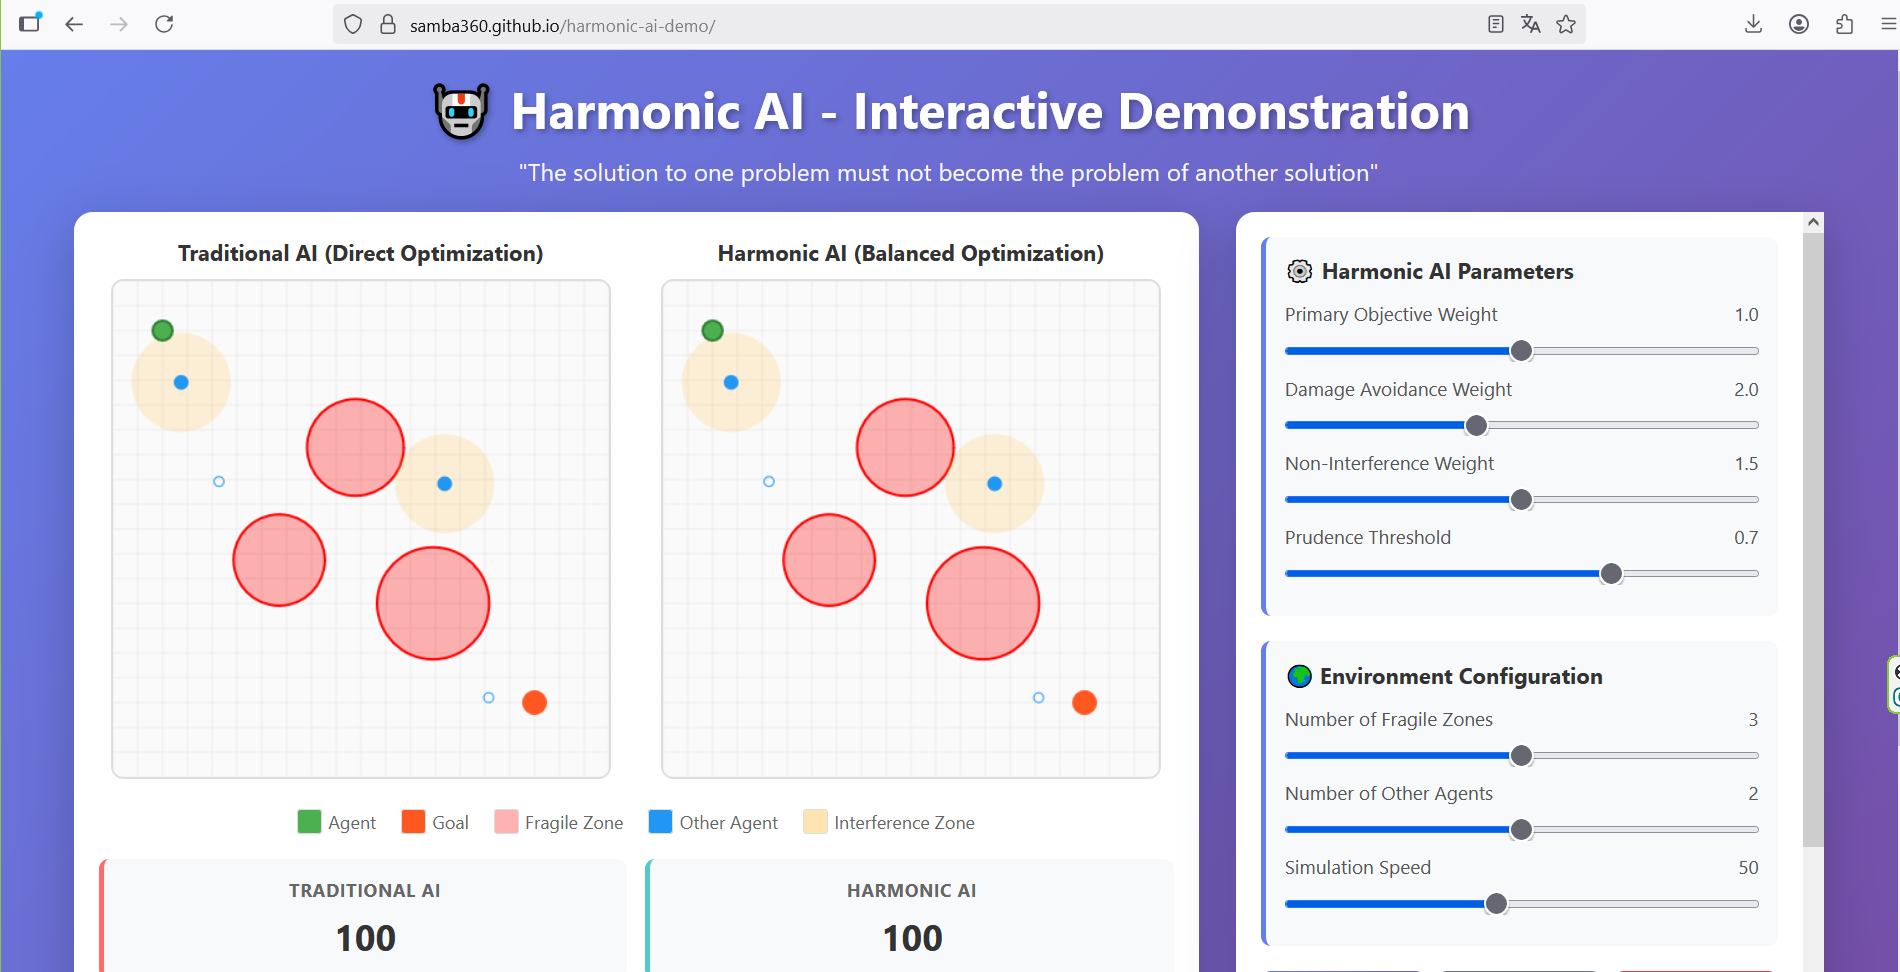 samba360.github.io/harmonic-ai-demo/
Harmonic AI - Interactive Demonstration
"The solution to one problem must not become the problem of another solution"
Traditional AI (Direct Optimization)
Harmonic AI (Balanced Optimization)
Agent
Goal
Fragile Zone
Other Agent
Interference Zone
TRADITIONAL AI
100
HARMONIC AI
100
Harmonic AI Parameters
Primary Objective Weight 1.0
Damage Avoidance Weight 2.0
Non-Interference Weight 1.5
Prudence Threshold 0.7
Environment Configuration
Number of Fragile Zones 3
Number of Other Agents 2
Simulation Speed 50